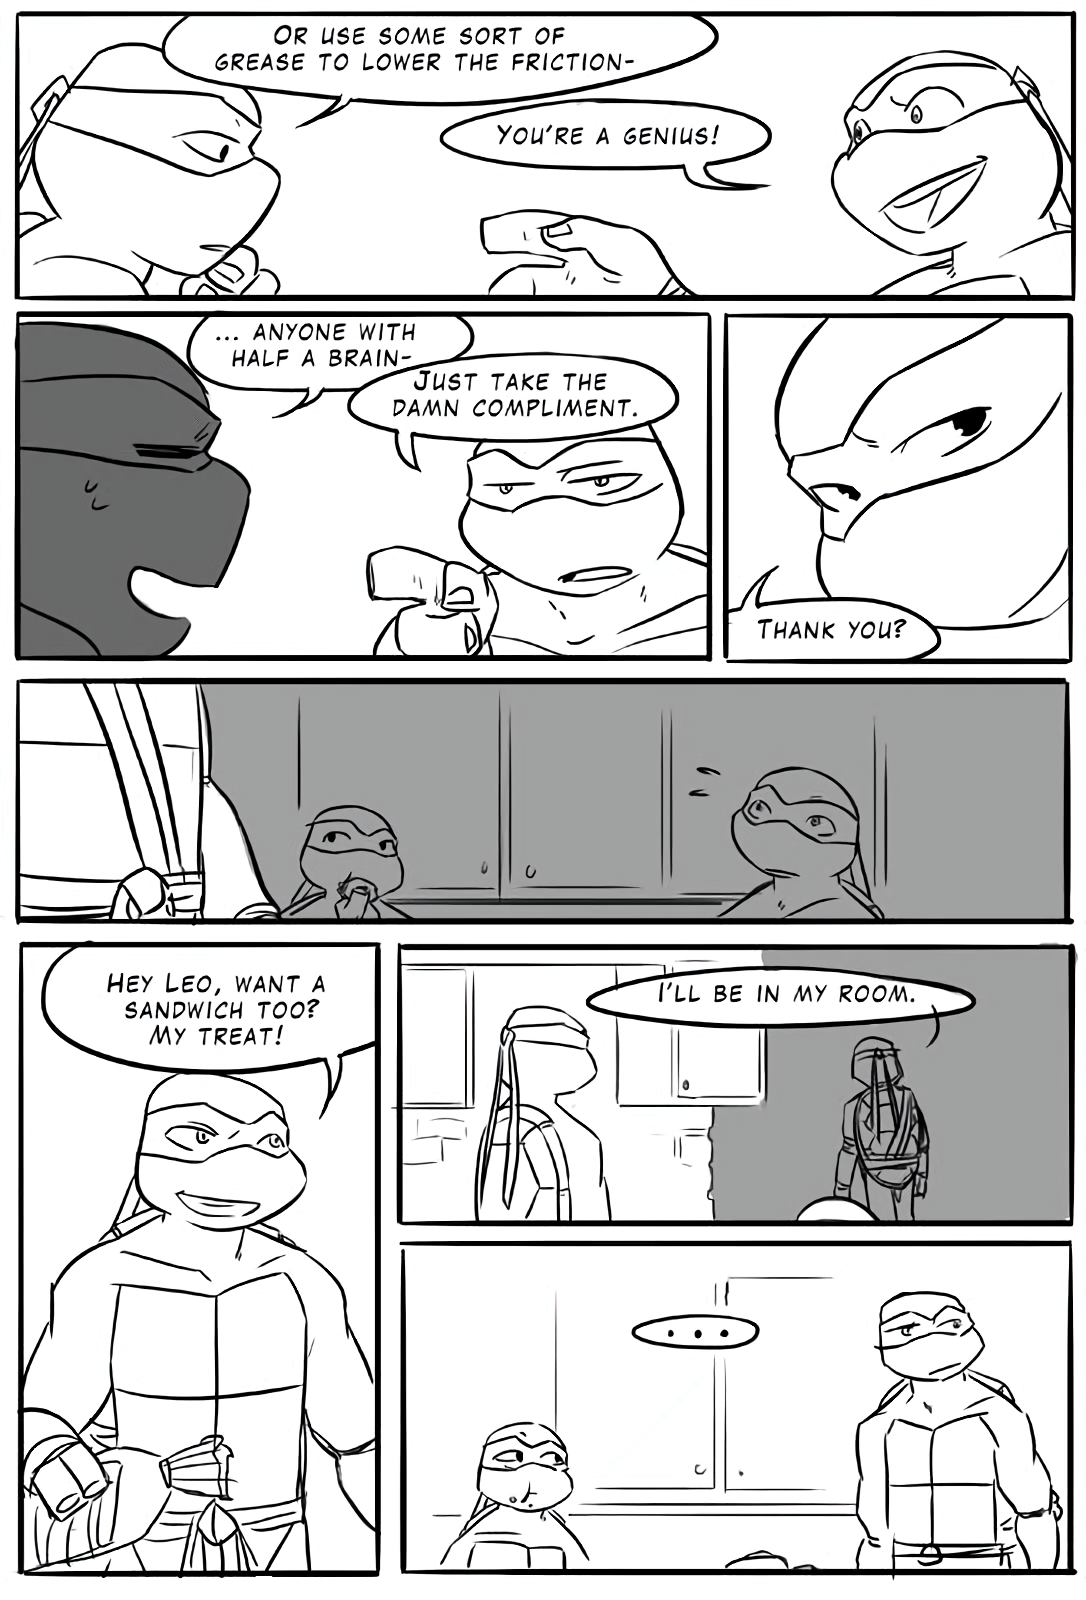 OR USE SOME SORT OF
GREASE TO LOWER THE FRICTION-
YOU'RE A GENIUS!
... ANYONE WITH
HALF A BRAIN-
JUST TAKE THE
DAMN COMPLIMENT.
THANK YOU?
HEY LEO, WANT A
SANDWICH TOO?
MY TREAT!
I'LL BE IN MY ROOM.
...